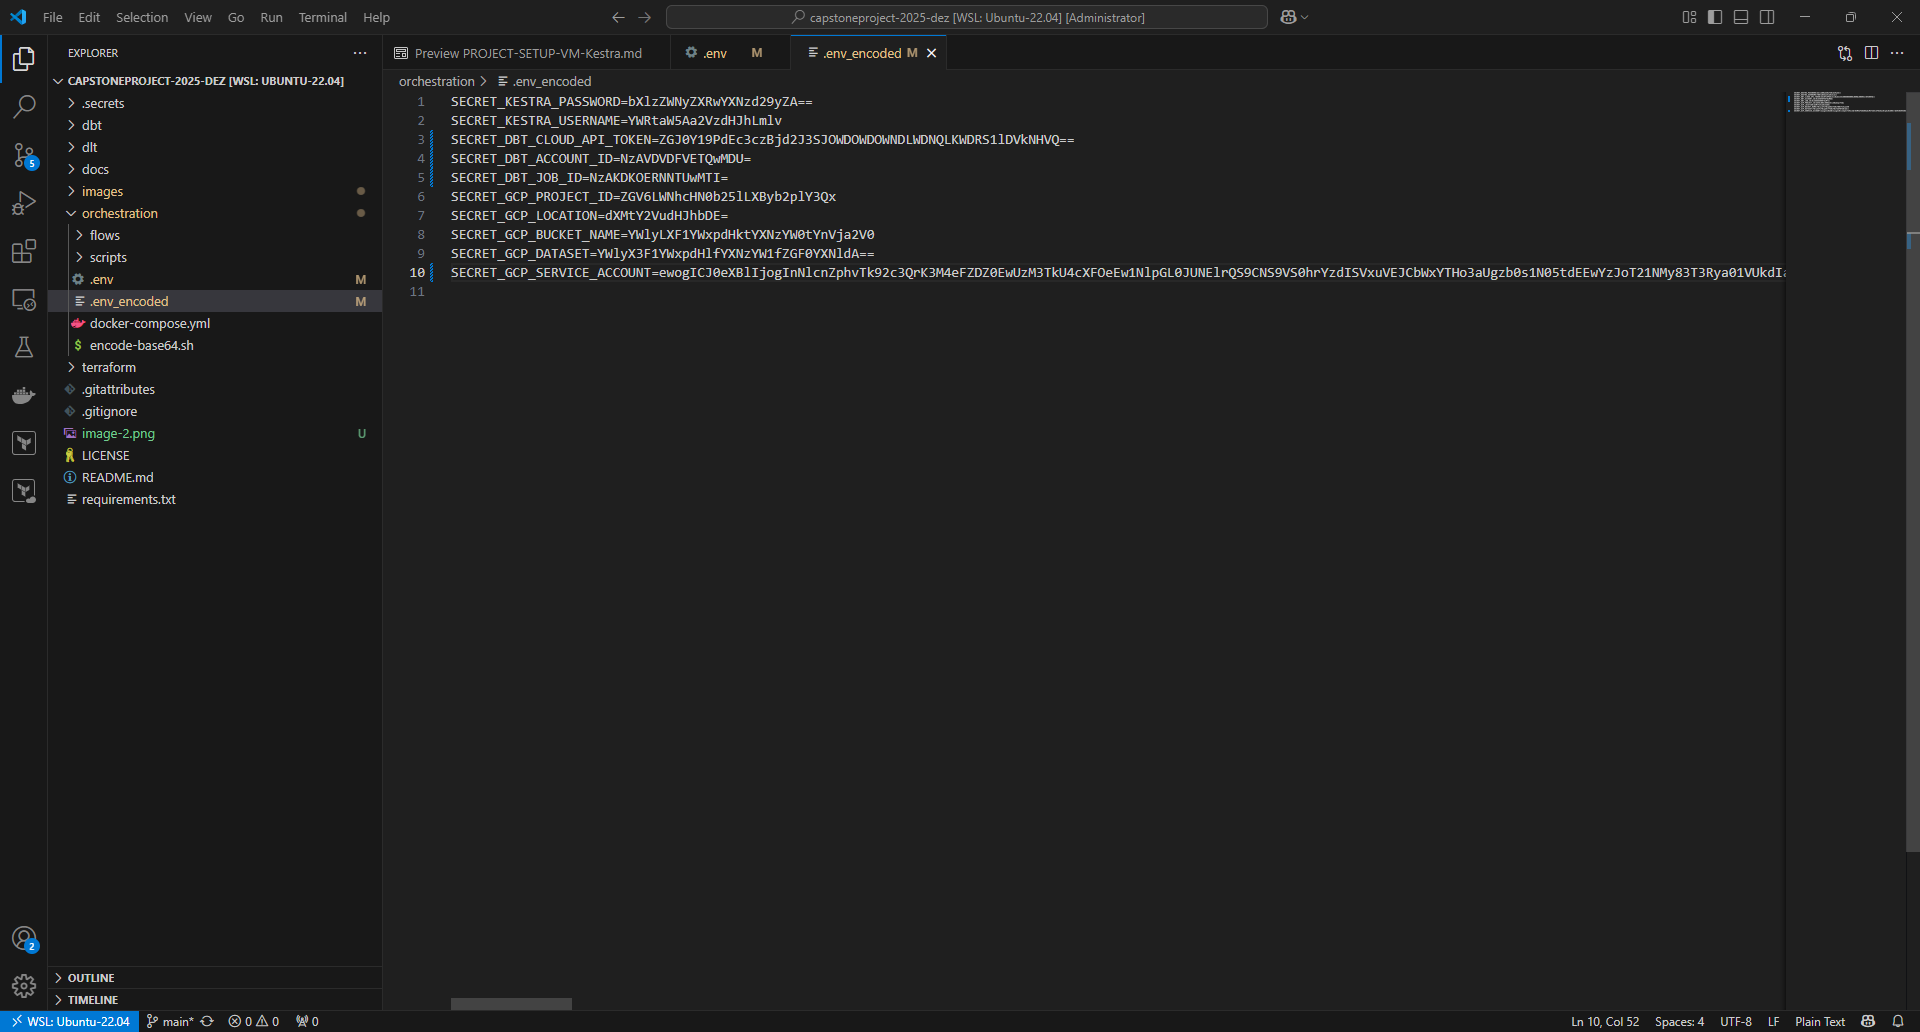 File Edit Selection View Go Run Terminal Help
capstoneproject-2025-dez [WSL: Ubuntu-22.04] [Administrator]
EXPLORER
CAPSTONEPROJECT-2025-DEZ [WSL: UBUNTU-22.04]
.secrets
dbt
dlt
docs
images
orchestration
flows
scripts
.env M
.env_encoded M
docker-compose.yml
encode-base64.sh
terraform
.gitattributes
.gitignore
image-2.png U
LICENSE
README.md
requirements.txt
OUTLINE
TIMELINE
5
2
Preview PROJECT-SETUP-VM-Kestra.md
.env M
.env_encoded M
orchestration > .env_encoded
1 SECRET_KESTRA_PASSWORD=bXlzZWNyZXRwYXNzd29yZA==
2 SECRET_KESTRA_USERNAME=YWRtaW5Aa2VzdHJhLmlv
3 SECRET_DBT_CLOUD_API_TOKEN=ZGJ0Y19PdEc3czBjd2J3SJOWDOWDOWNDLWDNQLKWDRS1lDVkNHVQ==
4 SECRET_DBT_ACCOUNT_ID=NzAVDVDFVETQwMDU=
5 SECRET_DBT_JOB_ID=NzAKDKOERNNTUwMTI=
6 SECRET_GCP_PROJECT_ID=ZGV6LWNhcHN0b25lLXByb2plY3Qx
7 SECRET_GCP_LOCATION=dXMtY2VudHJhbDE=
8 SECRET_GCP_BUCKET_NAME=YWlyLXF1YWxpdHktYXNzYW0tYnVja2V0
9 SECRET_GCP_DATASET=YWlyX3F1YWxpdHlfYXNzYW1fZGF0YXNldA==
10 SECRET_GCP_SERVICE_ACCOUNT=ewogICJ0eXBlIjogInNlcnZphvTk92c3QrK3M4eFZDZ0EwUzM3TkU4cXFOeEw1NlpGL0JUNElrQS9CNS9VS0hrYzdISVxuVEJCbWxYTHo3aUgzb0s1N05tdEEwYzJoT21NMy83T3Rya01VUkdI
11
WSL: Ubuntu-22.04 main* 0 0 0
Ln 10, Col 52 Spaces: 4 UTF-8 LF Plain Text